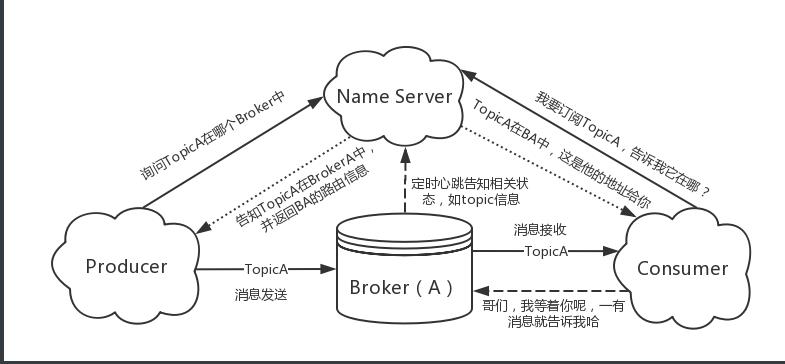 Name Server
询问TopicA在哪个Broker中
告知TopicA在BrokerA中，
并返回BA的路由信息
我要订阅TopicA，告诉我它在哪？
TopicA在BA中，这是他的地址给你
定时心跳告知相关状
态，如topic信息
Producer
TopicA
消息发送
Broker（A）
消息接收
TopicA
Consumer
哥们，我等着你呢，一有
消息就告诉我哈